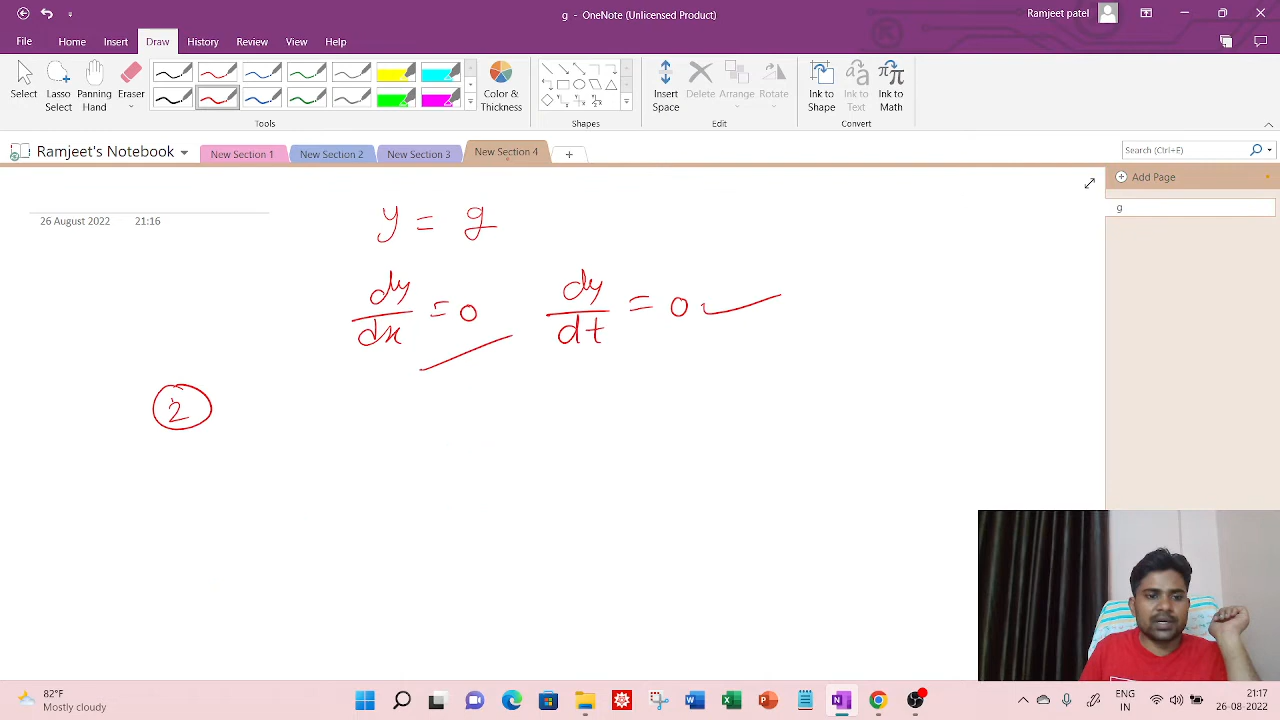 g - OneNote (Unlicensed Product)
Ramjeet patel
File Home Insert Draw History Review View Help
Select
Lasso Select
Panning Hand
Eraser
Color & Thickness
Insert Space
Delete
Arrange
Rotate
Ink to Shape
Ink to Text
Ink to Math
Tools
Shapes
Edit
Convert
Ramjeet's Notebook
New Section 1
New Section 2
New Section 3
New Section 4
Search (Ctrl+E)
Add Page
g
26 August 2022 21:16
y = g
dy/dx = 0 dy/dt = 0
2
82°F
Mostly cloudy
ENG
IN
21:17
26-08-2022